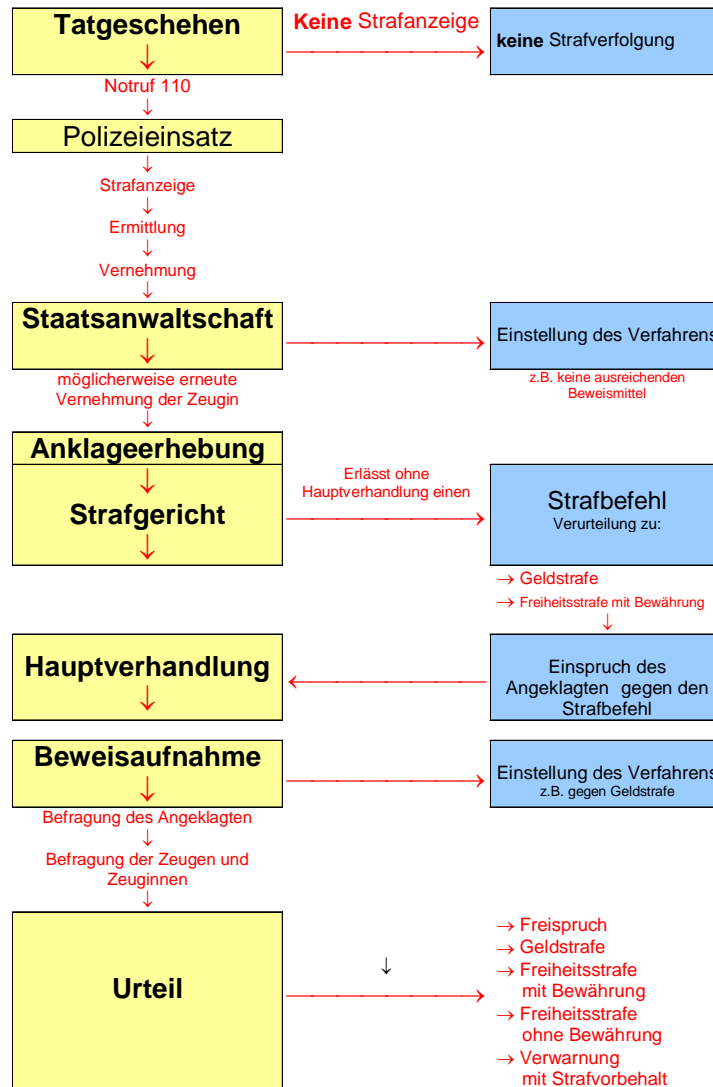 Tatgeschehen
Keine Strafanzeige
keine Strafverfolgung
↓
Notruf 110
↓
Polizeieinsatz
↓
Strafanzeige
↓
Ermittlung
↓
Vernehmung
↓
Staatsanwaltschaft
Einstellung des Verfahrens
↓
z.B. keine ausreichenden
Beweismittel
möglicherweise erneute
Vernehmung der Zeugin
↓
Anklageerhebung
↓
Strafgericht
↓
Erlässt ohne
Hauptverhandlung einen
Strafbefehl
Verurteilung zu:
→ Geldstrafe
→ Freiheitsstrafe mit Bewährung
↓
Hauptverhandlung
↓
Einspruch des
Angeklagten gegen den
Strafbefehl
Beweisaufnahme
↓
Einstellung des Verfahrens
z.B. gegen Geldstrafe
Befragung des Angeklagten
↓
Befragung der Zeugen und
Zeuginnen
↓
Urteil
↓
→ Freispruch
→ Geldstrafe
→ Freiheitsstrafe
mit Bewährung
→ Freiheitsstrafe
ohne Bewährung
→ Verwarnung
mit Strafvorbehalt